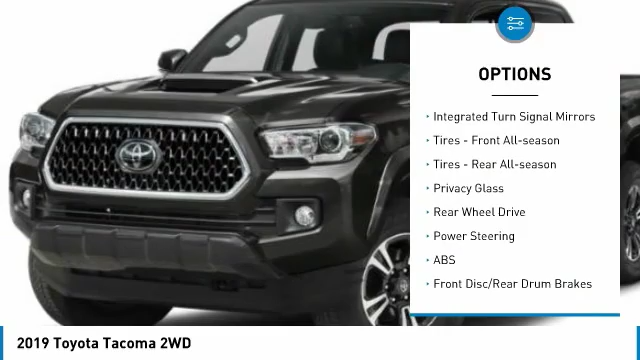 OPTIONS
Integrated Turn Signal Mirrors
Tires - Front All-season
Tires - Rear All-season
Privacy Glass
Rear Wheel Drive
Power Steering
ABS
Front Disc/Rear Drum Brakes
2019 Toyota Tacoma 2WD